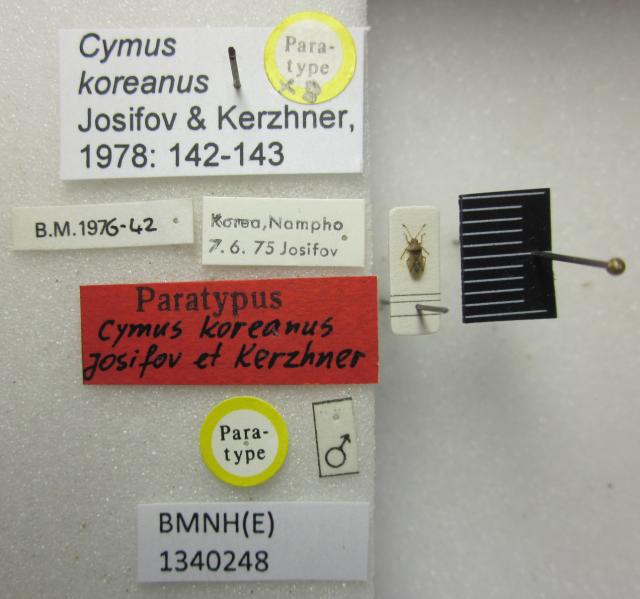 Cymus
koreanus
Josifov & Kerzhner,
1978: 142-143
Para-
type
B.M.1976-42
Korea, Nampho
7. 6. 75 Josifov
Paratypus
Cymus koreanus
Josifov et Kerzhner
Para-
type
♂
BMNH(E)
1340248